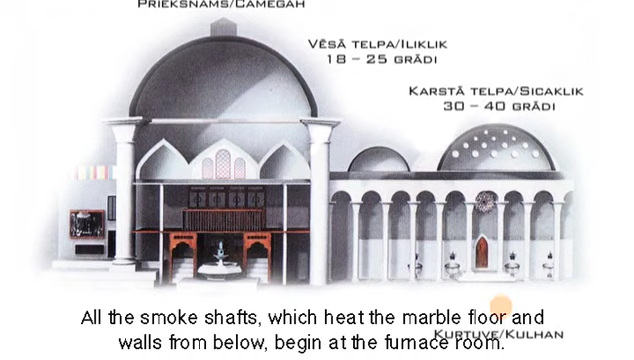 PRIEKŠNAMS/CAMEGAH
VĒSĀ TELPA/ILIKLIK
18 – 25 GRĀDI
KARSTĀ TELPA/SICAKLIK
30 – 40 GRĀDI
All the smoke shafts, which heat the marble floor and
walls from below, begin at the furnace room.
KURTUVE/KULHAN